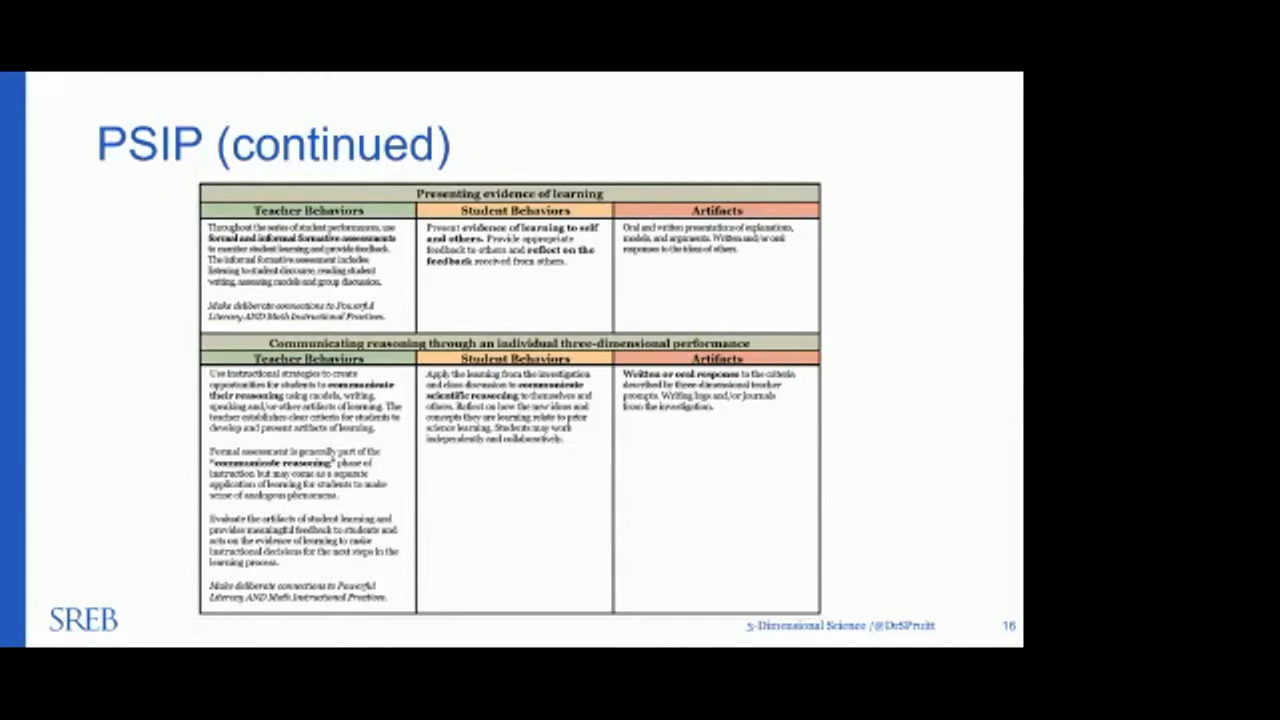 PSIP (continued)
Presenting evidence of learning
Teacher Behaviors
Student Behaviors
Artifacts
Throughout the series of student performances, use
formal and informal formative assessments
to monitor student learning and provide feedback.
The informal formative assessment includes
listening to student discourse, reading student
writing, assessing models and group discussion.
Make deliberate connections to Powerful
Literacy AND Math Instructional Practices.
Present evidence of learning to self
and others. Provide appropriate
feedback to others and reflect on the
feedback received from others.
Oral and written presentations of explanations,
models, and arguments. Written and/or oral
responses to the ideas of others.
Communicating reasoning through an individual three-dimensional performance
Teacher Behaviors
Student Behaviors
Artifacts
Use instructional strategies to create
opportunities for students to communicate
their reasoning using models, writing,
speaking and/or other artifacts of learning. The
teacher establishes clear criteria for students to
develop and present artifacts of learning.
Formal assessment is generally part of the
"communicate reasoning" phase of
instruction but may come as a separate
application of learning for students to make
sense of analogous phenomena.
Evaluate the artifacts of student learning and
provides meaningful feedback to students and
acts on the evidence of learning to make
instructional decisions for the next steps in the
learning process.
Make deliberate connections to Powerful
Literacy AND Math Instructional Practices.
Apply the learning from the investigation
and class discussion to communicate
scientific reasoning to themselves and
others. Reflect on how the new ideas and
concepts they are learning relate to prior
science learning. Students may work
independently and collaboratively.
Written or oral response to the criteria
described by three-dimensional teacher
prompts. Writing logs and/or journals
from the investigation.
SREB
3-Dimensional Science /@DrSPruitt
16